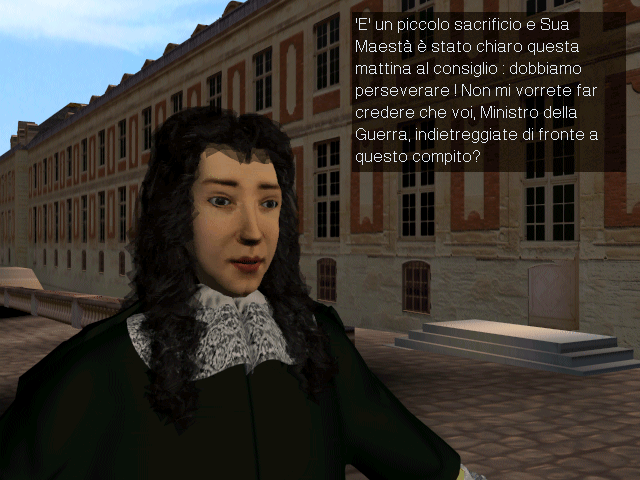 'E' un piccolo sacrificio e Sua
Maestà è stato chiaro questa
mattina al consiglio : dobbiamo
perseverare ! Non mi vorrete far
credere che voi, Ministro della
Guerra, indietreggiate di fronte a
questo compito?